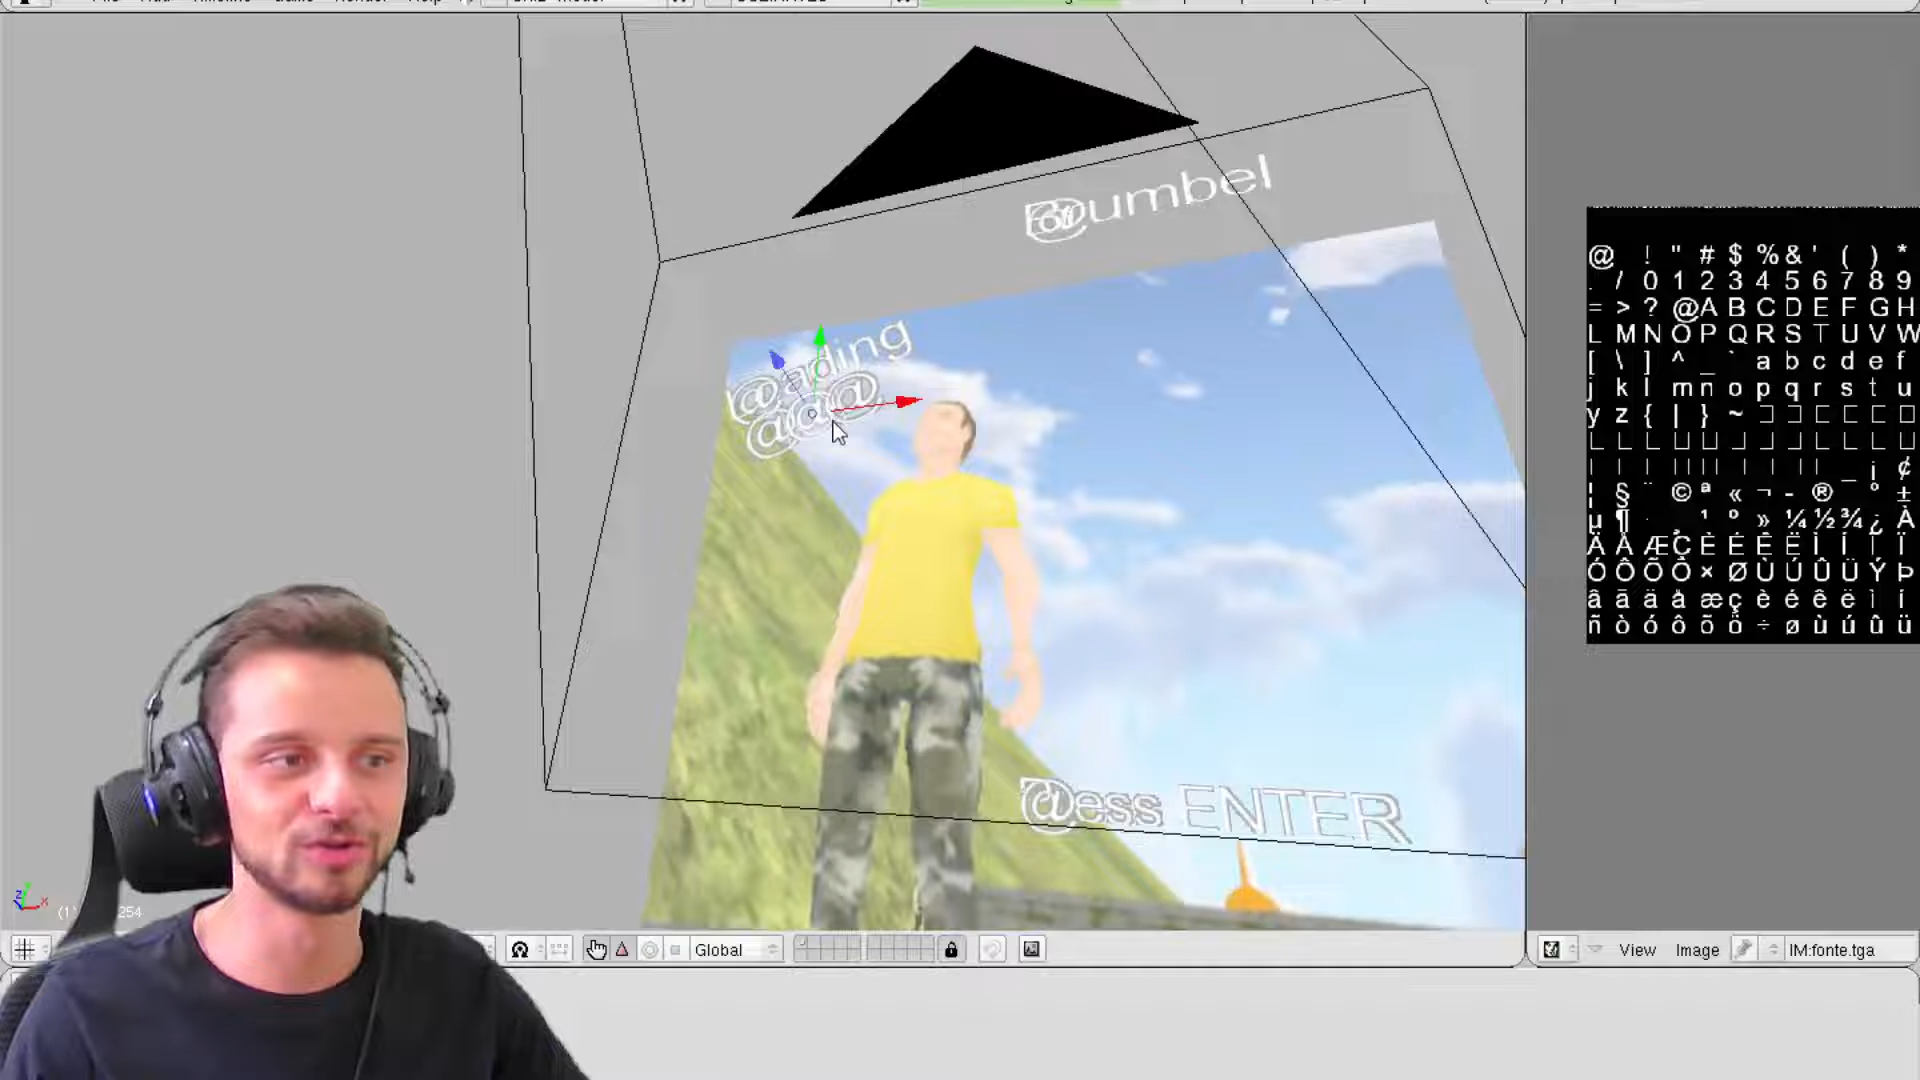 @umbel
@ading
@@@
@ess ENTER
@ ! " # $ % & ' ( ) *
. / 0 1 2 3 4 5 6 7 8 9
= > ? @ A B C D E F G H
L M N O P Q R S T U V W
[ \ ] ^ _ ` a b c d e f
j k l m n o p q r s t u
y z { | } ~
¦ § ¨ © ª « ¬ - ® ¯ ° ±
µ ¶ · ¹ º » ¼ ½ ¾ ¿ À
Ä Å Æ Ç È É Ê Ë Ì Í Î Ï
Ó Ô Õ Ö × Ø Ù Ú Û Ü Ý Þ
â ã ä å æ ç è é ê ë ì í
ñ ò ó ô õ ö ÷ ø ù ú û ü
254
Global
View Image IM:fonte.tga